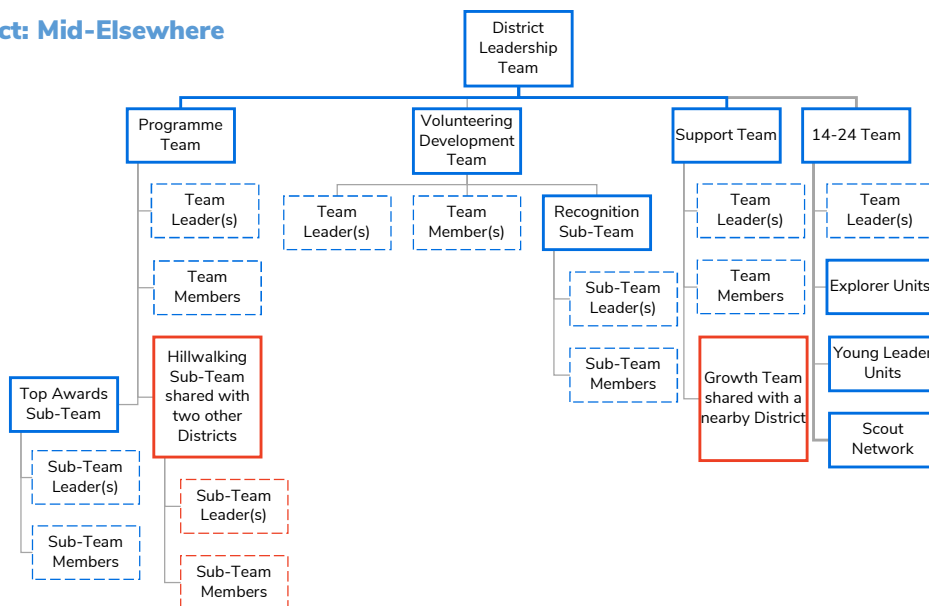 ct: Mid-Elsewhere
District
Leadership
Team
Programme
Team
Volunteering
Development
Team
Support Team
14-24 Team
Team
Leader(s)
Team
Members
Hillwalking
Sub-Team
shared with
two other
Districts
Top Awards
Sub-Team
Sub-Team
Leader(s)
Sub-Team
Members
Sub-Team
Leader(s)
Sub-Team
Members
Team
Leader(s)
Team
Member(s)
Recognition
Sub-Team
Sub-Team
Leader(s)
Sub-Team
Members
Team
Leader(s)
Team
Members
Growth Team
shared with a
nearby District
Team
Leader(s)
Explorer Units
Young Leader
Units
Scout
Network